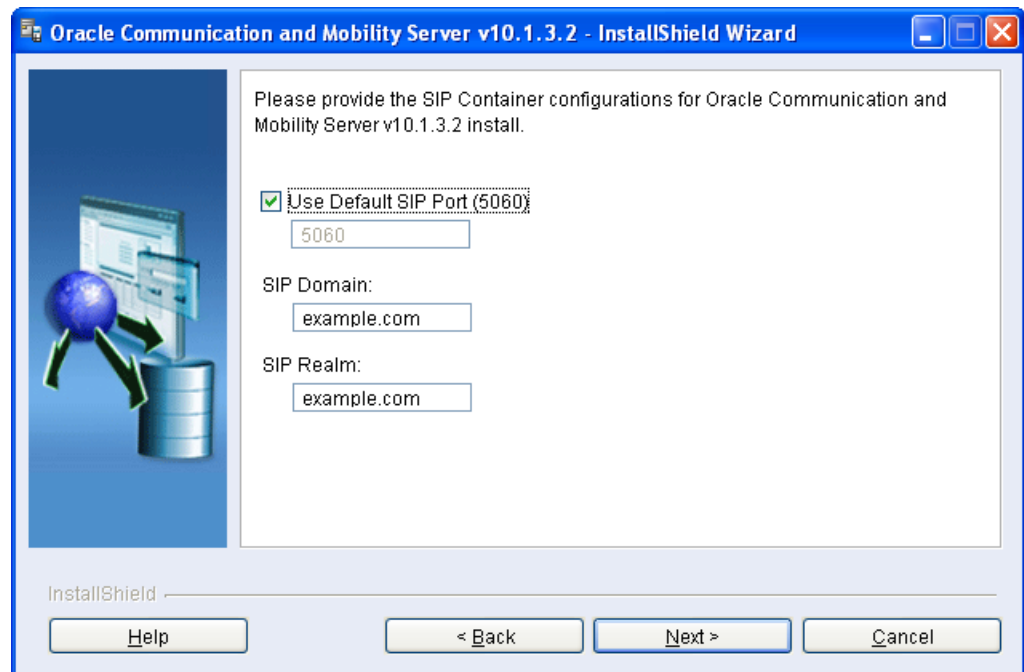 Oracle Communication and Mobility Server v10.1.3.2 - InstallShield Wizard
Please provide the SIP Container configurations for Oracle Communication and
Mobility Server v10.1.3.2 install.
Use Default SIP Port (5060)
5060
SIP Domain:
example.com
SIP Realm:
example.com
InstallShield
Help
< Back
Next >
Cancel